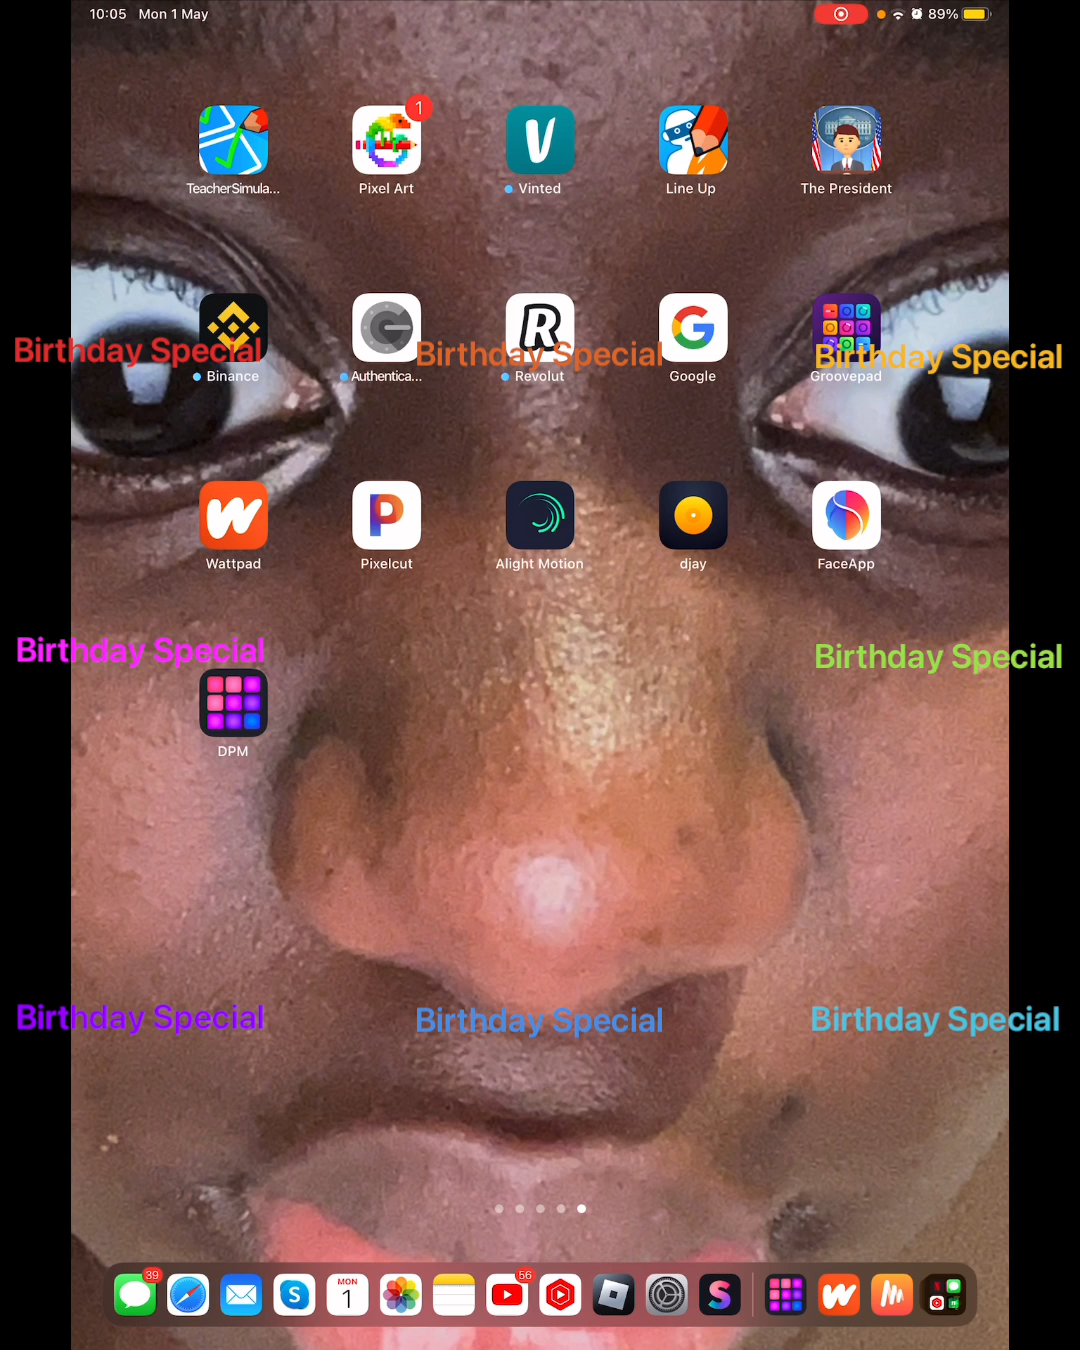 10:05 Mon 1 May 89%
1
TeacherSimula... Pixel Art Vinted Line Up The President
Birthday Special Birthday Special Birthday Special
Binance Authentica... Revolut Google Groovepad
Wattpad Pixelcut Alight Motion djay FaceApp
Birthday Special Birthday Special
DPM
Birthday Special Birthday Special Birthday Special
39 MON 56
1